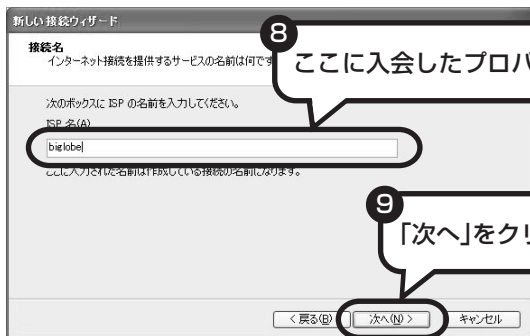 新しい接続ウィザード
接続名
インターネット接続を提供するサービスの名前は何です
8
ここに入会したプロバ
次のボックスに ISP の名前を入力してください。
ISP 名(A)
biglobe
ここに入力された名前は作成している接続の名前になります。
9
「次へ」をクリ
< 戻る(B)
次へ(N) >
キャンセル